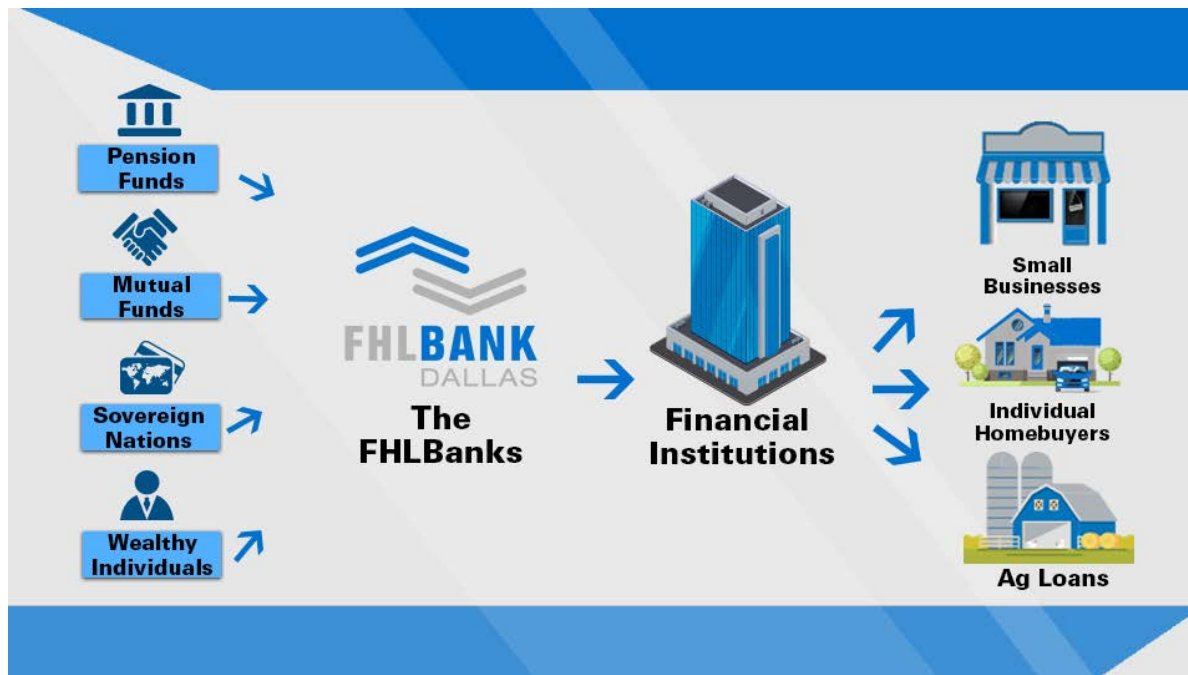 Pension
Funds
Mutual
Funds
Sovereign
Nations
Wealthy
Individuals
FHLBANK
DALLAS
The
FHLBanks
Financial
Institutions
Small
Businesses
Individual
Homebuyers
Ag Loans